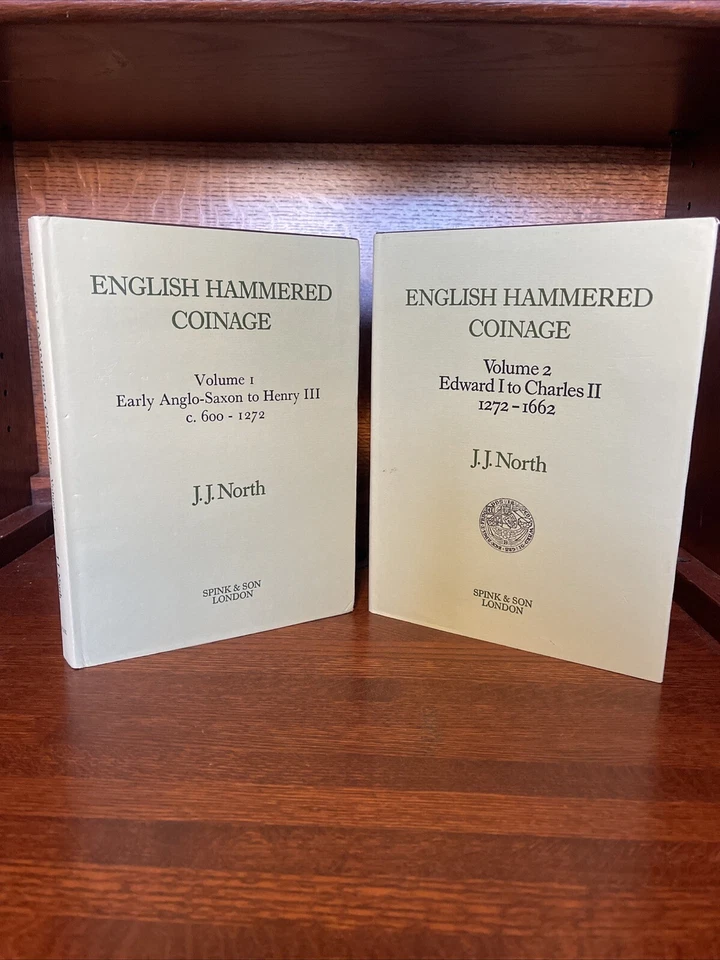 ENGLISH HAMMERED
COINAGE
Volume 1
Early Anglo-Saxon to Henry III
c. 600 - 1272
J.J. North
SPINK & SON
LONDON
ENGLISH HAMMERED
COINAGE
Volume 2
Edward I to Charles II
1272-1662
J.J. North
SPINK & SON
LONDON